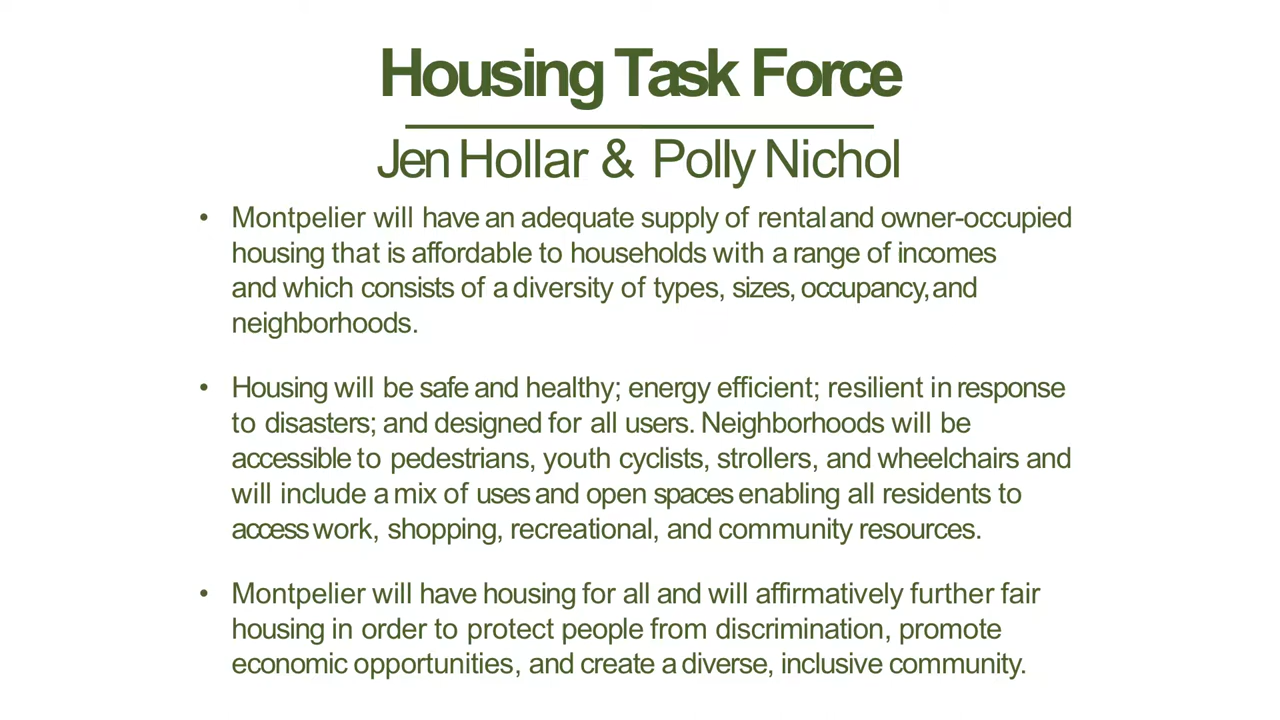 Housing Task Force
Jen Hollar & Polly Nichol
• Montpelier will have an adequate supply of rental and owner-occupied
housing that is affordable to households with a range of incomes
and which consists of a diversity of types, sizes, occupancy, and
neighborhoods.
• Housing will be safe and healthy; energy efficient; resilient in response
to disasters; and designed for all users. Neighborhoods will be
accessible to pedestrians, youth cyclists, strollers, and wheelchairs and
will include a mix of uses and open spaces enabling all residents to
access work, shopping, recreational, and community resources.
• Montpelier will have housing for all and will affirmatively further fair
housing in order to protect people from discrimination, promote
economic opportunities, and create a diverse, inclusive community.